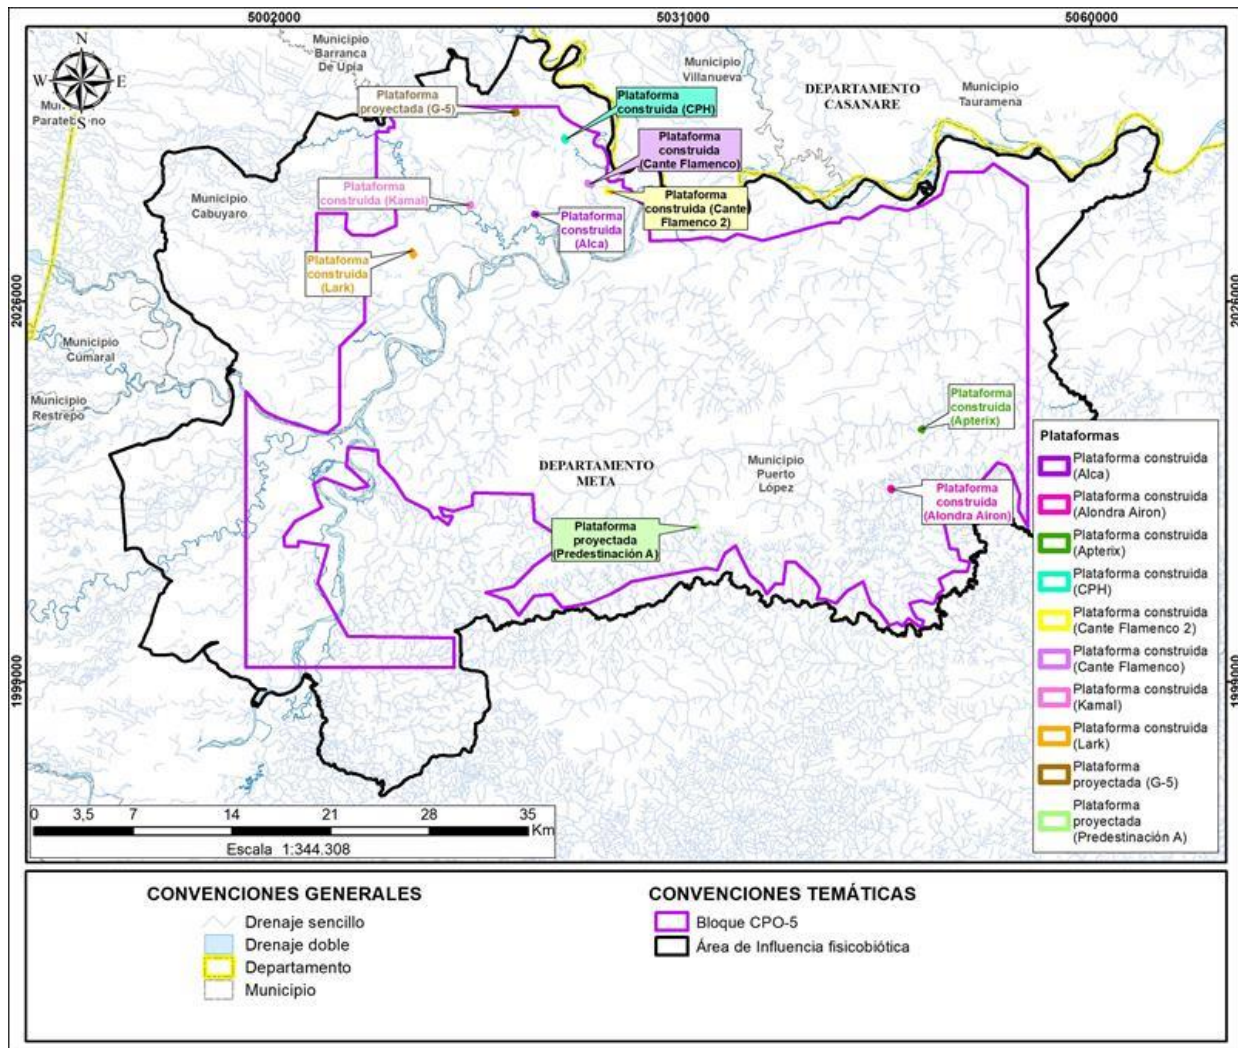 5002000
5031000
5060000
N
W
E
S
Municipio
Barranca
De Upía
Municipio
Villanueva
DEPARTAMENTO
CASANARE
Municipio
Tauramena
Plataforma
proyectada (G-5)
Plataforma
construida (CPH)
Plataforma
construida
(Cante Flamenco)
Municipio
Cabuyaro
Plataforma
construida (Kamal)
Plataforma
construida (Cante
Flamenco 2)
Plataforma
construida
(Alca)
Plataforma
construida
(Lark)
2026000
2026000
Municipio
Cumaral
Municipio
Restrepo
Plataforma
construida
(Apterix)
DEPARTAMENTO
META
Municipio
Puerto
López
Plataforma
construida
(Alondra Airon)
Plataforma
proyectada
(Predestinación A)
1999000
1999000
Plataformas
Plataforma construida
(Alca)
Plataforma construida
(Alondra Airon)
Plataforma construida
(Apterix)
Plataforma construida
(CPH)
Plataforma construida
(Cante Flamenco 2)
Plataforma construida
(Cante Flamenco)
Plataforma construida
(Kamal)
Plataforma construida
(Lark)
Plataforma
proyectada (G-5)
Plataforma
proyectada
(Predestinación A)
0 3,5 7 14 21 28 35
Km
Escala 1:344.308
CONVENCIONES GENERALES
Drenaje sencillo
Drenaje doble
Departamento
Municipio
CONVENCIONES TEMÁTICAS
Bloque CPO-5
Área de Influencia fisicobiótica